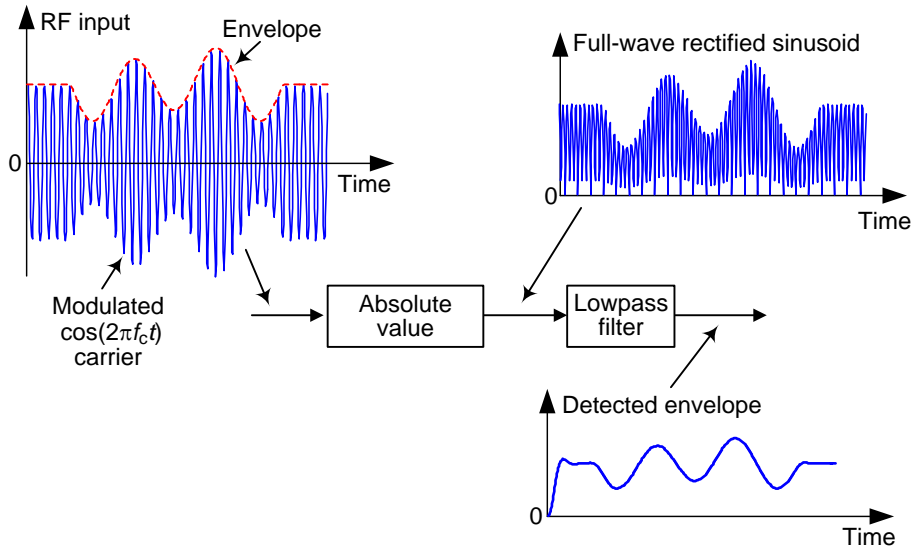 RF input
Envelope
0
Time
Modulated
cos(2πf_ct)
carrier
Full-wave rectified sinusoid
0
Time
Absolute
value
Lowpass
filter
Detected envelope
0
Time